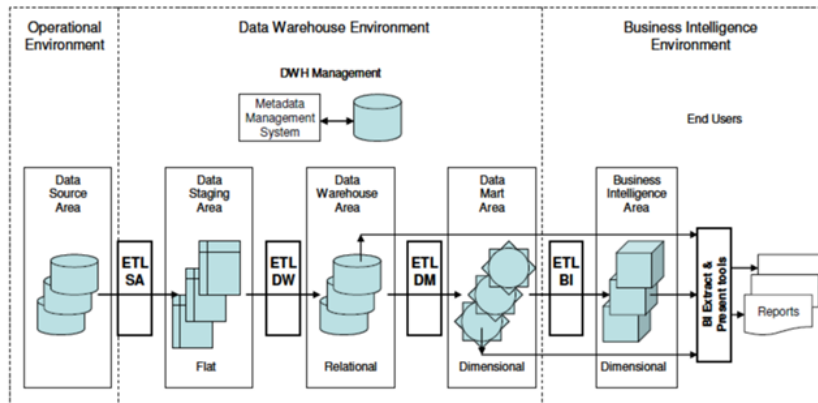 Operational
Environment
Data Warehouse Environment
Business Intelligence
Environment
DWH Management
Metadata
Management
System
End Users
Data
Source
Area
Data
Staging
Area
Data
Warehouse
Area
Data
Mart
Area
Business
Intelligence
Area
ETL
SA
ETL
DW
ETL
DM
ETL
BI
BI Extract &
Present tools
Reports
Flat
Relational
Dimensional
Dimensional